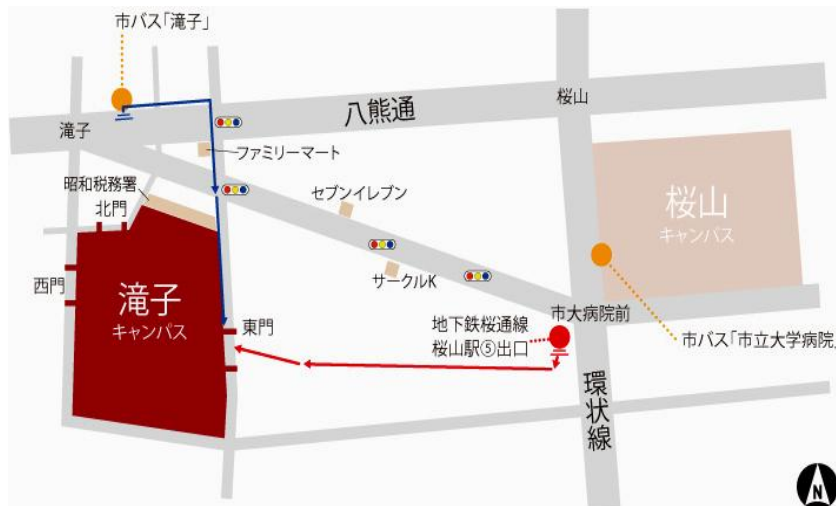 市バス「滝子」
八熊通
桜山
滝子
ファミリーマート
昭和税務署
北門
セブンイレブン
桜山
キャンパス
西門
滝子
キャンパス
サークルK
東門
地下鉄桜通線
桜山駅⑤出口
市大病院前
市バス「市立大学病院」
環状線
N